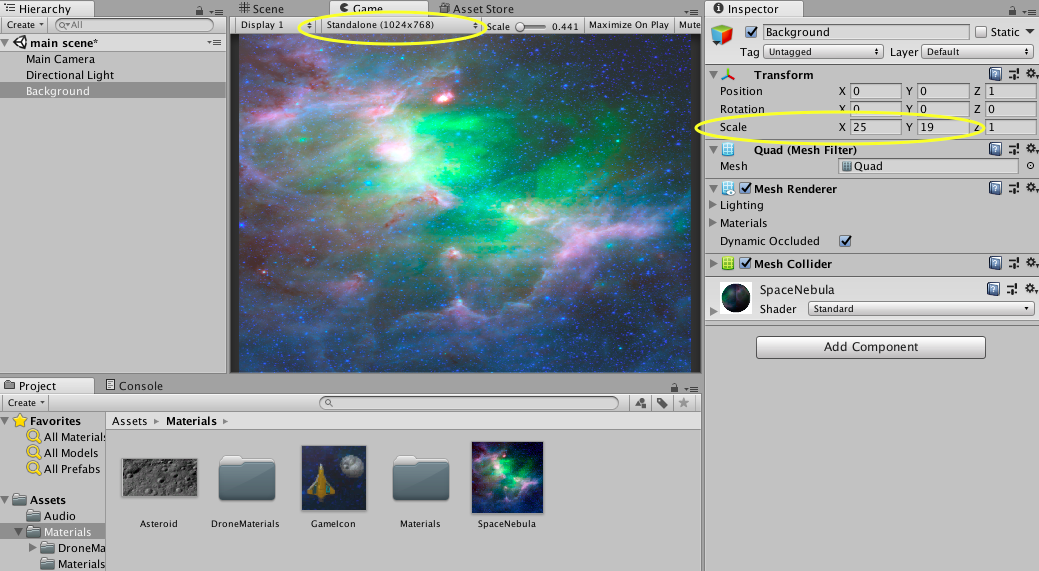 Hierarchy
Create
All
main scene*
Main Camera
Directional Light
Background
Scene
Game
Asset Store
Display 1
Standalone (1024x768)
Scale
0.441
Maximize On Play
Mute
Inspector
Background
Static
Tag
Untagged
Layer
Default
Transform
Position
X 0 Y 0 Z 1
Rotation
X 0 Y 0 Z 0
Scale
X 25 Y 19 Z 1
Quad (Mesh Filter)
Mesh
Quad
Mesh Renderer
Lighting
Materials
Dynamic Occluded
Mesh Collider
SpaceNebula
Shader
Standard
Add Component
Project
Console
Create
Favorites
All Materials
All Models
All Prefabs
Assets
Audio
Materials
DroneMa
Materials
Assets
Materials
Asteroid
DroneMaterials
GameIcon
Materials
SpaceNebula